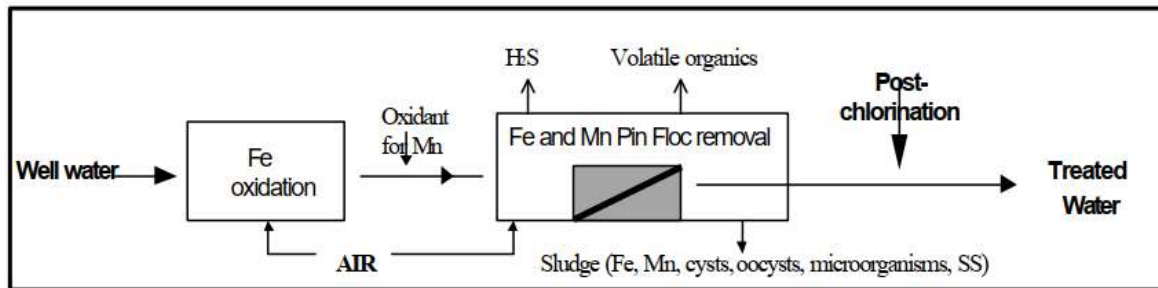 H2S
Volatile organics
Post-
chlorination
Oxidant
for Mn
Fe and Mn Pin Floc removal
Well water
Fe
oxidation
Treated
Water
AIR
Sludge (Fe, Mn, cysts, oocysts, microorganisms, SS)